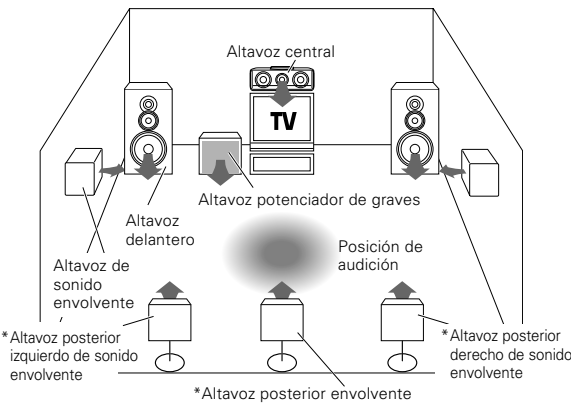 Altavoz central
TV
Altavoz potenciador de graves
Altavoz
delantero
Posición de
audición
Altavoz de
sonido
envolvente
*Altavoz posterior
izquierdo de sonido
envolvente
*Altavoz posterior
derecho de sonido
envolvente
*Altavoz posterior envolvente